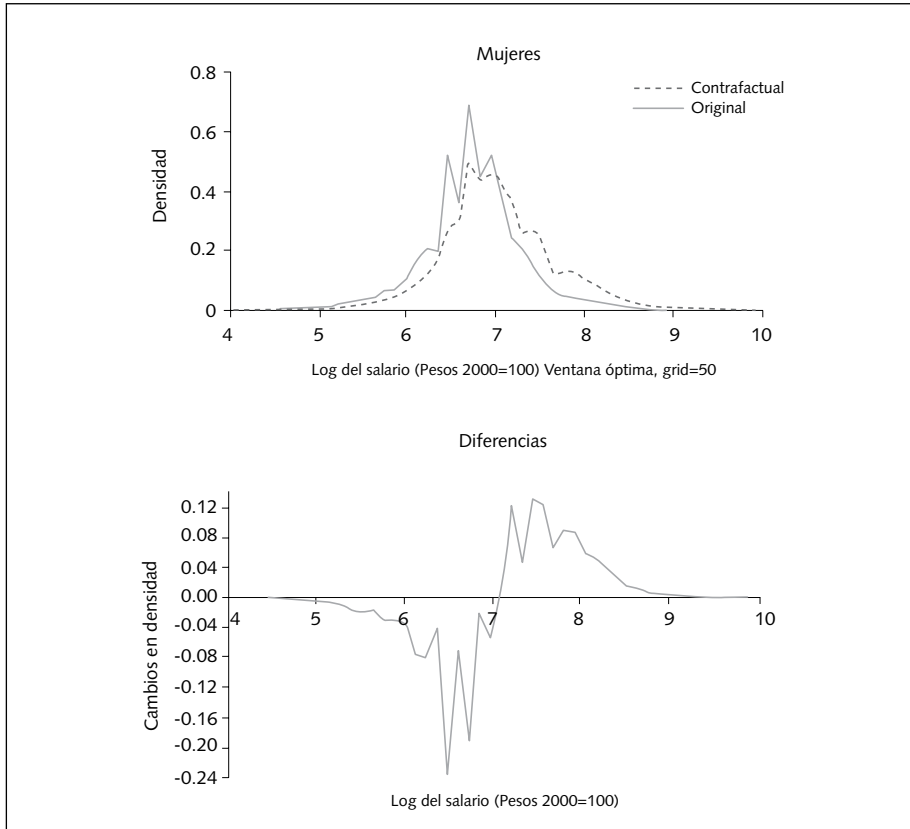 Mujeres
0.8
0.6
0.4
0.2
0
Densidad
Contrafactual
Original
4 5 6 7 8 9 10
Log del salario (Pesos 2000=100) Ventana óptima, grid=50
Diferencias
0.12
0.08
0.04
0.00
-0.04
-0.08
-0.12
-0.16
-0.20
-0.24
Cambios en densidad
4 5 6 7 8 9 10
Log del salario (Pesos 2000=100)